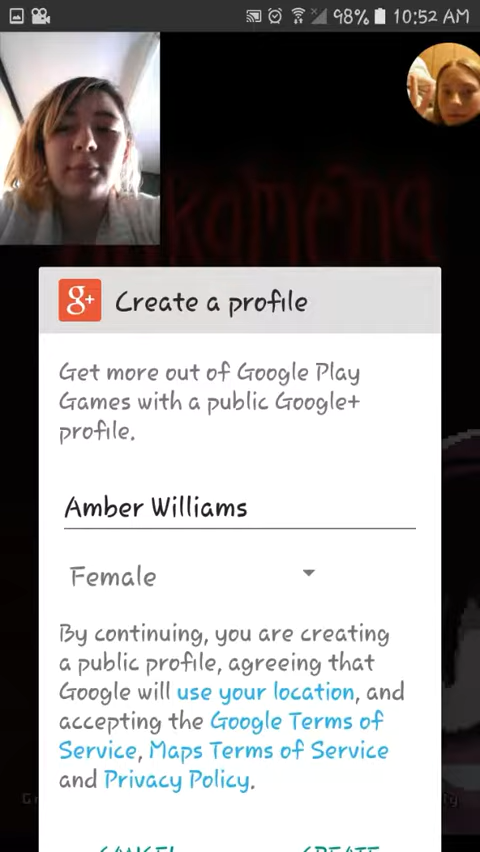 98% 10:52 AM
g+ Create a profile
Get more out of Google Play
Games with a public Google+
profile.
Amber Williams
Female
By continuing, you are creating
a public profile, agreeing that
Google will use your location, and
accepting the Google Terms of
Service, Maps Terms of Service
and Privacy Policy.
CANCEL CREATE